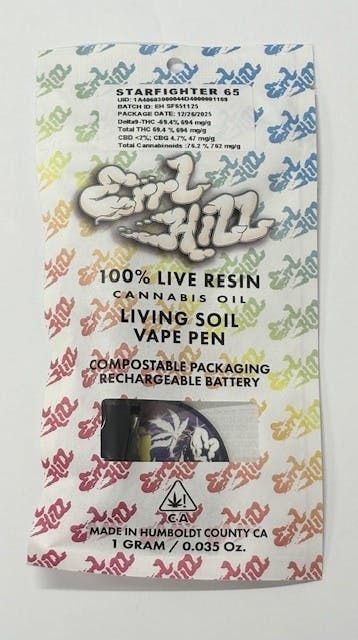 STARFIGHTER 65
BATCH ID: EH SF651125
PACKAGE DATE: 12/26/2025
Delta9-THC -69.4% 694 mg/g
Total THC 69.4 % 694 mg/g
CBD <2%; CBG 4.7%, 47 mg/g
Total Cannabinoids :76.2 % 762 mg/g
Errl
Hill
100% LIVE RESIN
CANNABIS OIL
LIVING SOIL
VAPE PEN
COMPOSTABLE PACKAGING
RECHARGEABLE BATTERY
CA
MADE IN HUMBOLDT COUNTY CA
1 GRAM / 0.035 Oz.